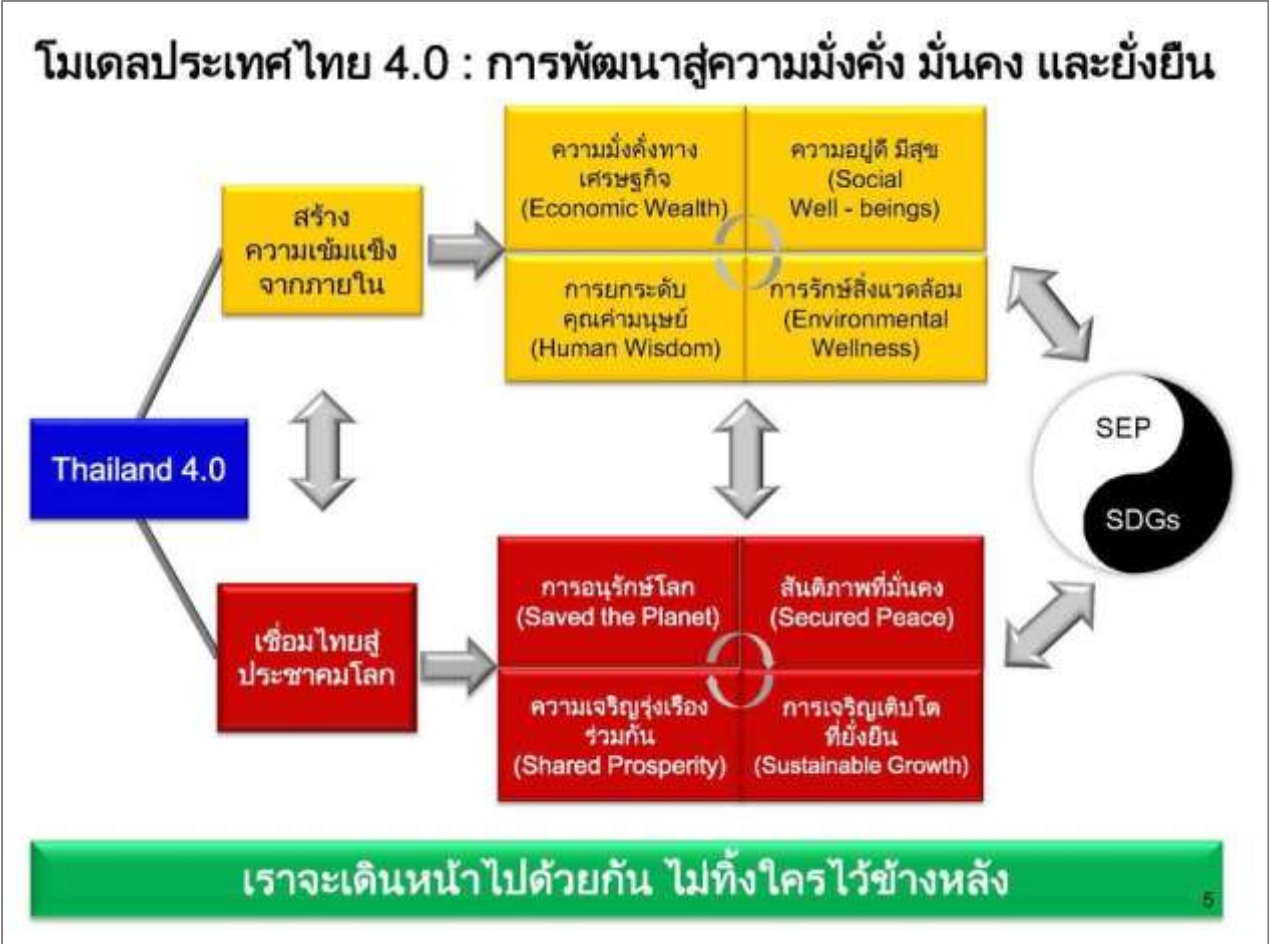 โมเดลประเทศไทย 4.0 : การพัฒนาสู่ความมั่งคั่ง มั่นคง และยั่งยืน
ความมั่งคั่งทาง
เศรษฐกิจ
(Economic Wealth)
ความอยู่ดี มีสุข
(Social
Well - beings)
สร้าง
ความเข้มแข็ง
จากภายใน
การยกระดับ
คุณค่ามนุษย์
(Human Wisdom)
การรักษ์สิ่งแวดล้อม
(Environmental
Wellness)
Thailand 4.0
SEP
SDGs
การอนุรักษ์โลก
(Saved the Planet)
สันติภาพที่มั่นคง
(Secured Peace)
เชื่อมไทยสู่
ประชาคมโลก
ความเจริญรุ่งเรือง
ร่วมกัน
(Shared Prosperity)
การเจริญเติบโต
ที่ยั่งยืน
(Sustainable Growth)
เราจะเดินหน้าไปด้วยกัน ไม่ทิ้งใครไว้ข้างหลัง
5